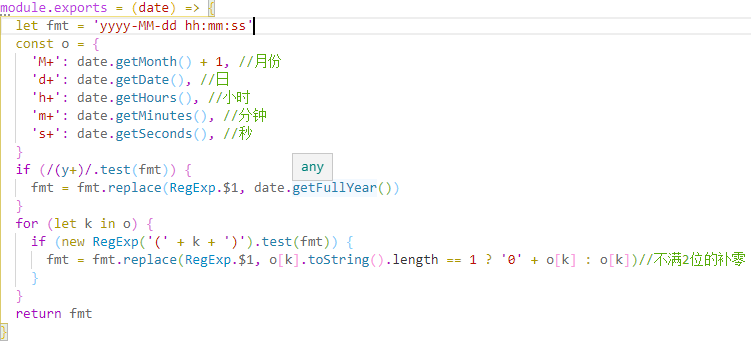 module.exports = (date) => {
  let fmt = 'yyyy-MM-dd hh:mm:ss'
  const o = {
    'M+': date.getMonth() + 1, //月份
    'd+': date.getDate(), //日
    'h+': date.getHours(), //小时
    'm+': date.getMinutes(), //分钟
    's+': date.getSeconds(), //秒
  }
  if (/(y+)/.test(fmt)) {
any
    fmt = fmt.replace(RegExp.$1, date.getFullYear())
  }
  for (let k in o) {
    if (new RegExp('(' + k + ')').test(fmt)) {
      fmt = fmt.replace(RegExp.$1, o[k].toString().length == 1 ? '0' + o[k] : o[k])//不满2位的补零
    }
  }
  return fmt
}